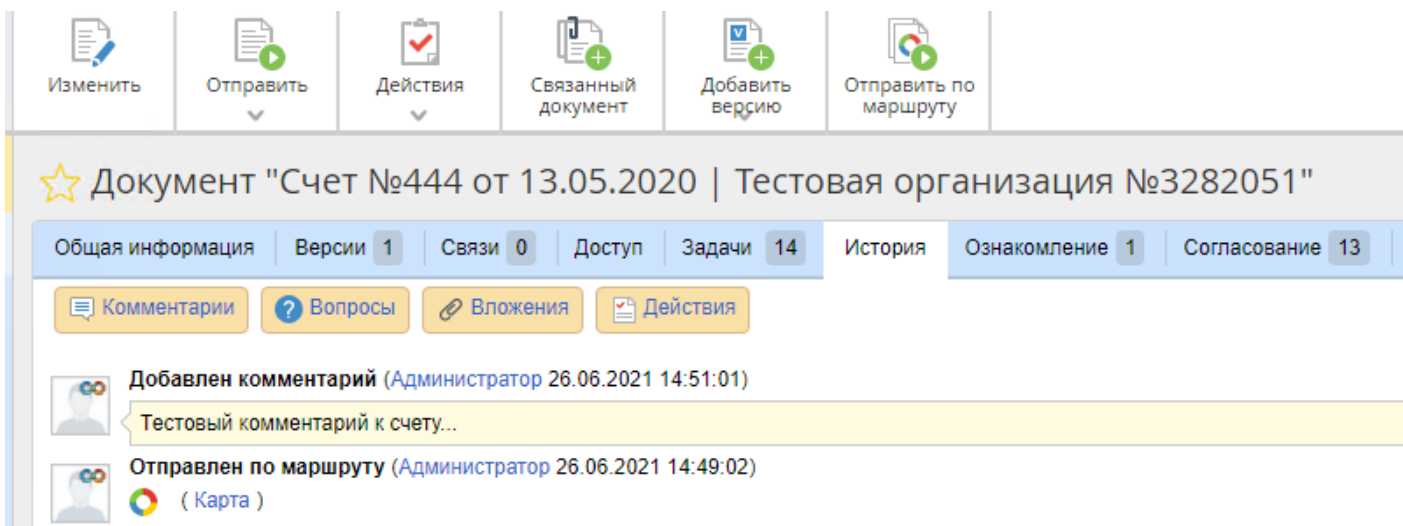 Изменить
Отправить
Действия
Связанный документ
Добавить версию
Отправить по маршруту
Документ "Счет №444 от 13.05.2020 | Тестовая организация №3282051"
Общая информация Версии 1 Связи 0 Доступ Задачи 14 История Ознакомление 1 Согласование 13
Комментарии Вопросы Вложения Действия
Добавлен комментарий (Администратор 26.06.2021 14:51:01)
Тестовый комментарий к счету...
Отправлен по маршруту (Администратор 26.06.2021 14:49:02)
( Карта )